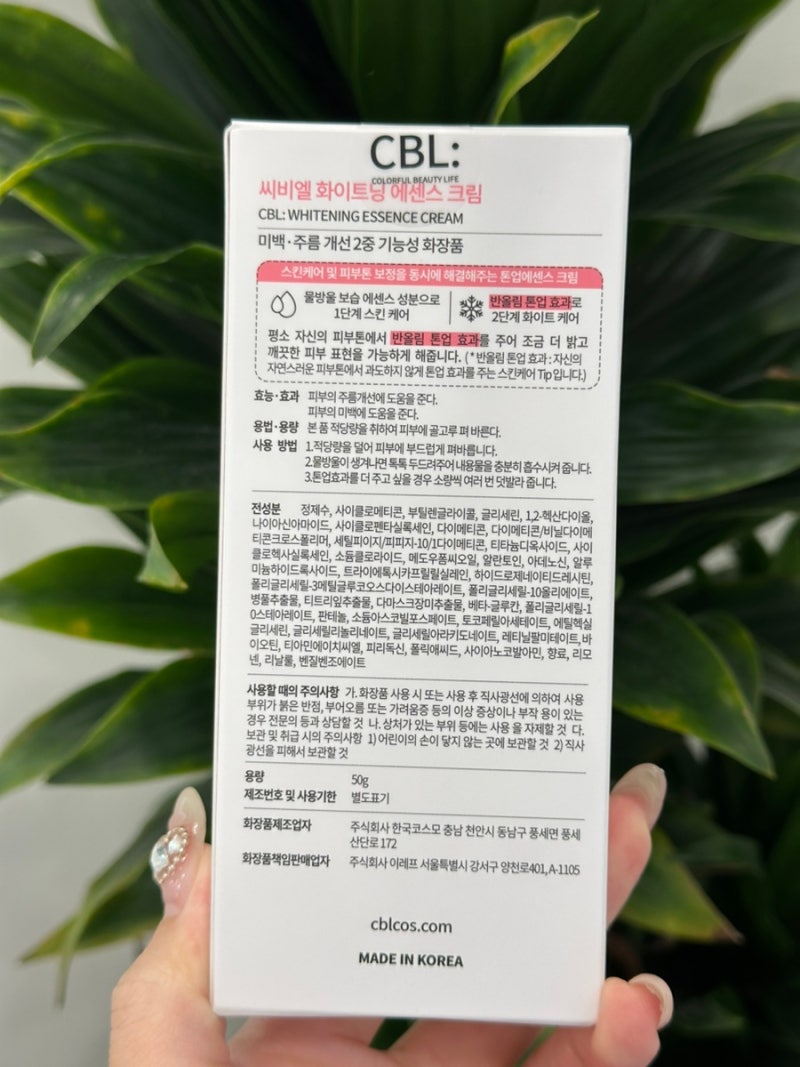 CBL:
COLORFUL BEAUTY LIFE
씨비엘 화이트닝 에센스 크림
CBL: WHITENING ESSENCE CREAM
미백·주름 개선 2중 기능성 화장품
스킨케어 및 피부톤 보정을 동시에 해결해주는 톤업에센스 크림
물방울 보습 에센스 성분으로
1단계 스킨 케어
반올림 톤업 효과로
2단계 화이트 케어
평소 자신의 피부톤에서 반올림 톤업 효과를 주어 조금 더 밝고
깨끗한 피부 표현을 가능하게 해줍니다. (*반올림 톤업 효과 : 자신의
자연스러운 피부톤에서 과도하지 않게 톤업 효과를 주는 스킨케어 Tip입니다.)
효능·효과 피부의 주름개선에 도움을 준다.
피부의 미백에 도움을 준다.
용법·용량 본 품 적당량을 취하여 피부에 골고루 펴 바른다.
사용 방법 1.적당량을 덜어 피부에 부드럽게 펴바릅니다.
2.물방울이 생겨나면 톡톡 두드려주어 내용물을 충분히 흡수시켜 줍니다.
3.톤업효과를 더 주고 싶을 경우 소량씩 여러 번 덧발라 줍니다.
전성분 정제수, 사이클로메티콘, 부틸렌글라이콜, 글리세린, 1,2-헥산다이올,
나이아신아마이드, 사이클로펜타실록세인, 다이메티콘, 다이메티콘/비닐다이메
티콘크로스폴리머, 세틸피이지/피피지-10/1다이메티콘, 티타늄디옥사이드, 사이
클로헥사실록세인, 소듐클로라이드, 메도우폼씨오일, 알란토인, 아데노신, 알루
미늄하이드록사이드, 트라이에톡시카프릴릴실레인, 하이드로제네이티드레시틴,
폴리글리세릴-3메틸글루코오스다이스테아레이트, 폴리글리세릴-10올리에이트,
병풀추출물, 티트리잎추출물, 다마스크장미추출물, 베타-글루칸, 폴리글리세릴-1
0스테아레이트, 판테놀, 소듐아스코빌포스페이트, 토코페릴아세테이트, 에틸헥실
글리세린, 글리세릴리놀리네이트, 글리세릴아라키도네이트, 레티닐팔미테이트, 바
이오틴, 티아민에이치씨엘, 피리독신, 폴릭애씨드, 사이아노코발아민, 향료, 리모
넨, 리날룰, 벤질벤조에이트
사용할 때의 주의사항 가. 화장품 사용 시 또는 사용 후 직사광선에 의하여 사용
부위가 붉은 반점, 부어오름 또는 가려움증 등의 이상 증상이나 부작 용이 있는
경우 전문의 등과 상담할 것 나. 상처가 있는 부위 등에는 사용 을 자제할 것 다.
보관 및 취급 시의 주의사항 1) 어린이의 손이 닿지 않는 곳에 보관할 것 2) 직사
광선을 피해서 보관할 것
용량 50g
제조번호 및 사용기한 별도표기
화장품제조업자 주식회사 한국코스모 충남 천안시 동남구 풍세면 풍세
산단로 172
화장품책임판매업자 주식회사 이레프 서울특별시 강서구 양천로401, A-1105
cblcos.com
MADE IN KOREA